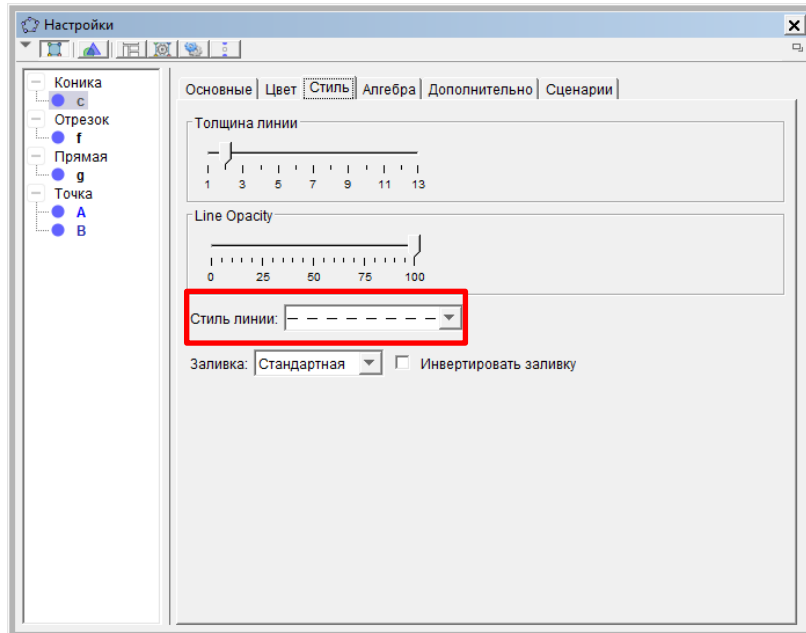 Настройки
Коника
c
Отрезок
f
Прямая
g
Точка
A
B
Основные Цвет Стиль Алгебра Дополнительно Сценарии
Толщина линии
1 3 5 7 9 11 13
Line Opacity
0 25 50 75 100
Стиль линии:
Заливка: Стандартная Инвертировать заливку